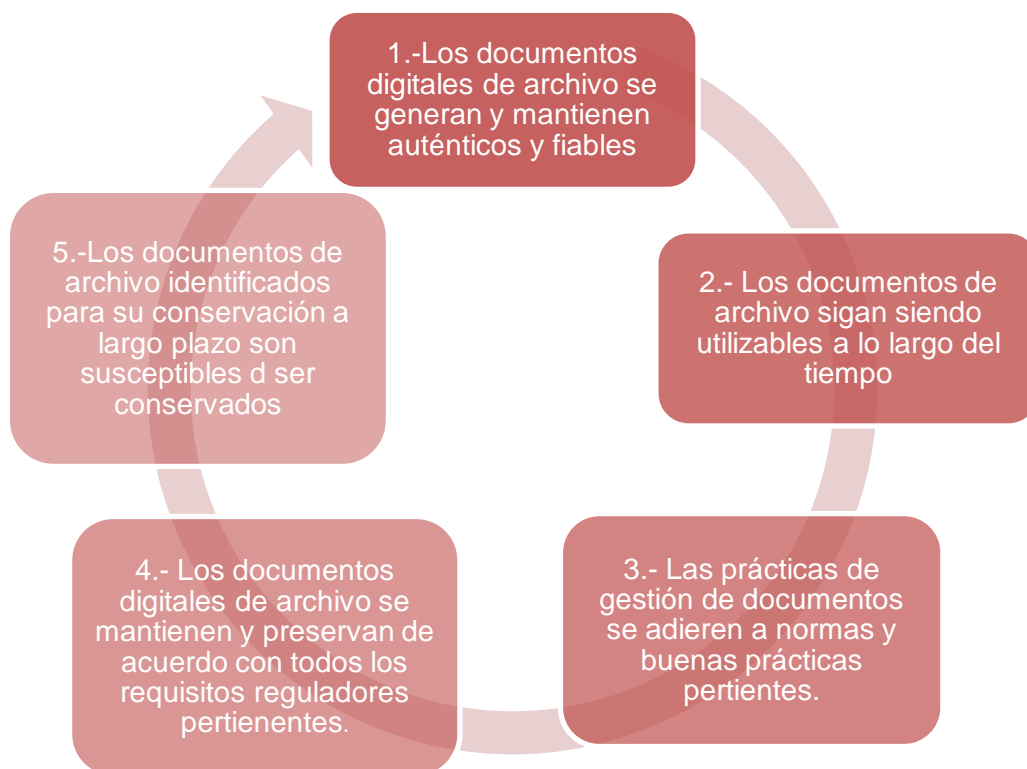 1.-Los documentos
digitales de archivo se
generan y mantienen
auténticos y fiables
2.- Los documentos de
archivo sigan siendo
utilizables a lo largo del
tiempo
3.- Las prácticas de
gestión de documentos
se adieren a normas y
buenas prácticas
pertientes.
4.- Los documentos
digitales de archivo se
mantienen y preservan de
acuerdo con todos los
requisitos reguladores
pertienentes.
5.-Los documentos de
archivo identificados
para su conservación a
largo plazo son
susceptibles d ser
conservados